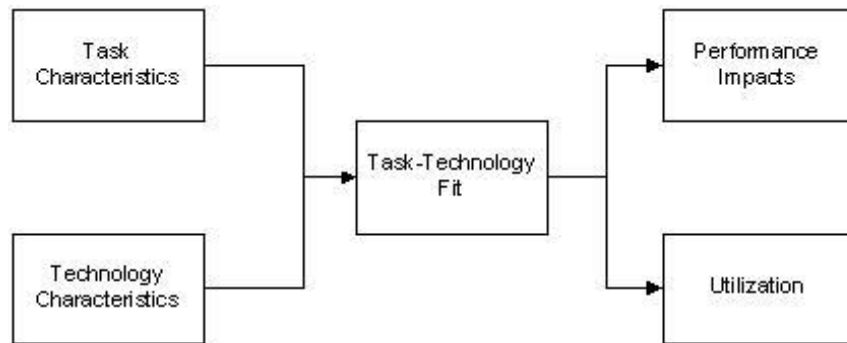 Task
Characteristics
Performance
Impacts
Task-Technology
Fit
Technology
Characteristics
Utilization